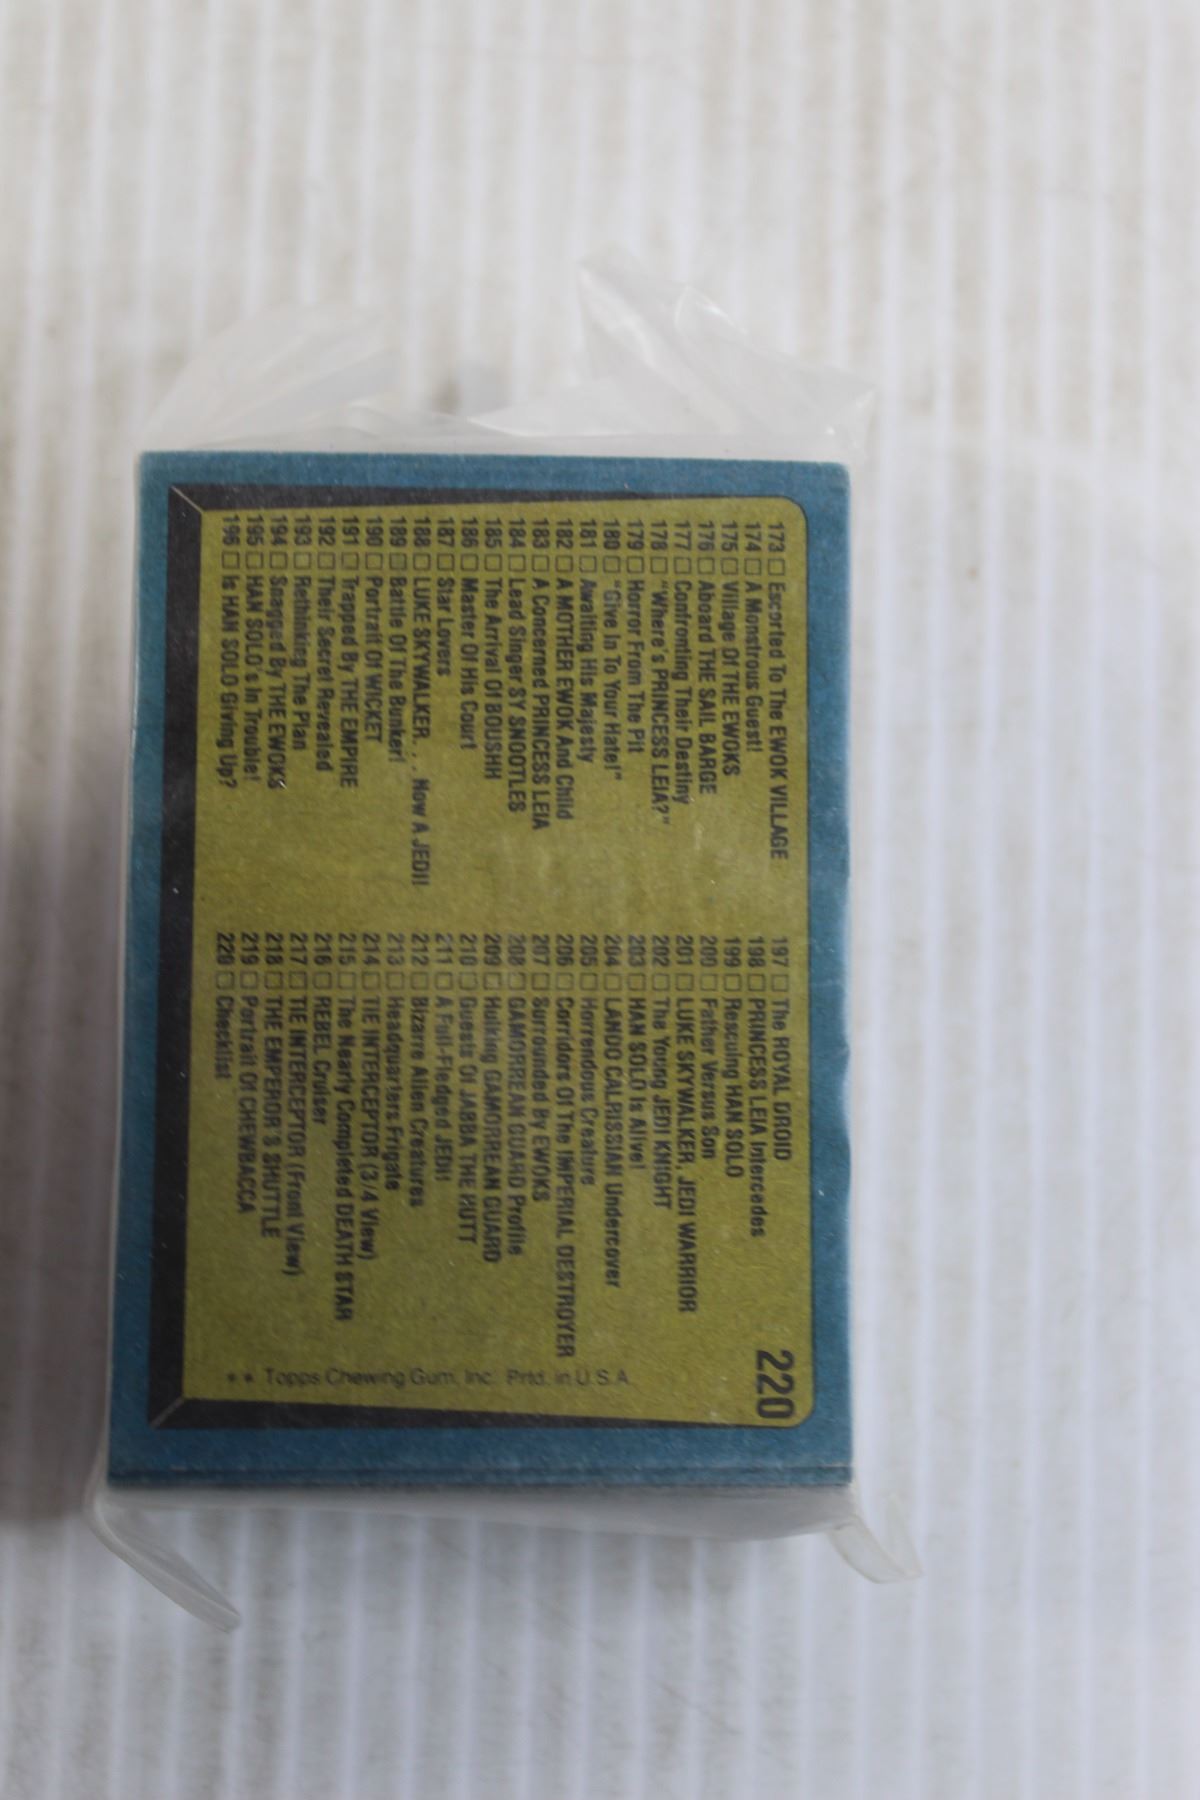 220
173 □ Escorted To The EWOK VILLAGE
174 □ A Monstrous Guest!
175 □ Village Of THE EWOKS
176 □ Aboard THE SAIL BARGE
177 □ Confronting Their Destiny
178 □ "Where's PRINCESS LEIA?"
179 □ Horror From The Pit
180 □ "Give In To Your Hate!"
181 □ Awaiting His Majesty
182 □ A MOTHER EWOK And Child
183 □ A Concerned PRINCESS LEIA
184 □ Lead Singer SY SNOOTLES
185 □ The Arrival Of BOUSHH
186 □ Master Of His Court
187 □ Star Lovers
188 □ LUKE SKYWALKER. . . Now A JEDI!
189 □ Battle Of The Bunker!
190 □ Portrait Of WICKET
191 □ Trapped By THE EMPIRE
192 □ Their Secret Revealed
193 □ Rethinking The Plan
194 □ Snagged By THE EWOKS
195 □ HAN SOLO's In Trouble!
196 □ Is HAN SOLO Giving Up?
197 □ The ROYAL DROID
198 □ PRINCESS LEIA Intercedes
199 □ Rescuing HAN SOLO
200 □ Father Versus Son
201 □ LUKE SKYWALKER, JEDI WARRIOR
202 □ The Young JEDI KNIGHT
203 □ HAN SOLO Is Alive!
204 □ LANDO CALRISSIAN Undercover
205 □ Horrendous Creature
206 □ Corridors Of The IMPERIAL DESTROYER
207 □ Surrounded By EWOKS
208 □ GAMORREAN GUARD Profile
209 □ Hulking GAMORREAN GUARD
210 □ Guests Of JABBA THE HUTT
211 □ A Full-Fledged JEDI!
212 □ Bizarre Alien Creatures
213 □ Headquarters Frigate
214 □ TIE INTERCEPTOR (3/4 View)
215 □ The Nearly Completed DEATH STAR
216 □ REBEL Cruiser
217 □ TIE INTERCEPTOR (Front View)
218 □ THE EMPEROR'S SHUTTLE
219 □ Portrait Of CHEWBACCA
220 □ Checklist
* * Topps Chewing Gum, Inc. Prtd. in U.S.A.